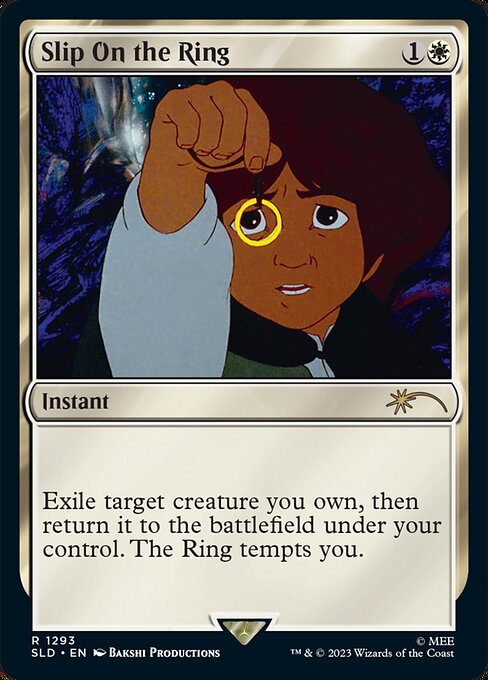 Slip On the Ring 1
Instant
Exile target creature you own, then
return it to the battlefield under your
control. The Ring tempts you.
R 1293
SLD • EN Bakshi Productions
© MEE
™ & © 2023 Wizards of the Coast